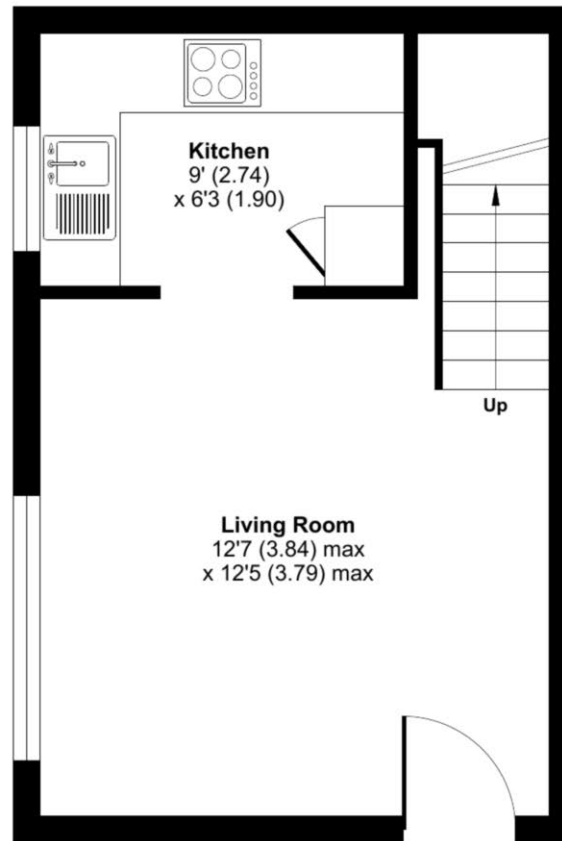 Kitchen
9' (2.74)
x 6'3 (1.90)
Up
Living Room
12'7 (3.84) max
x 12'5 (3.79) max